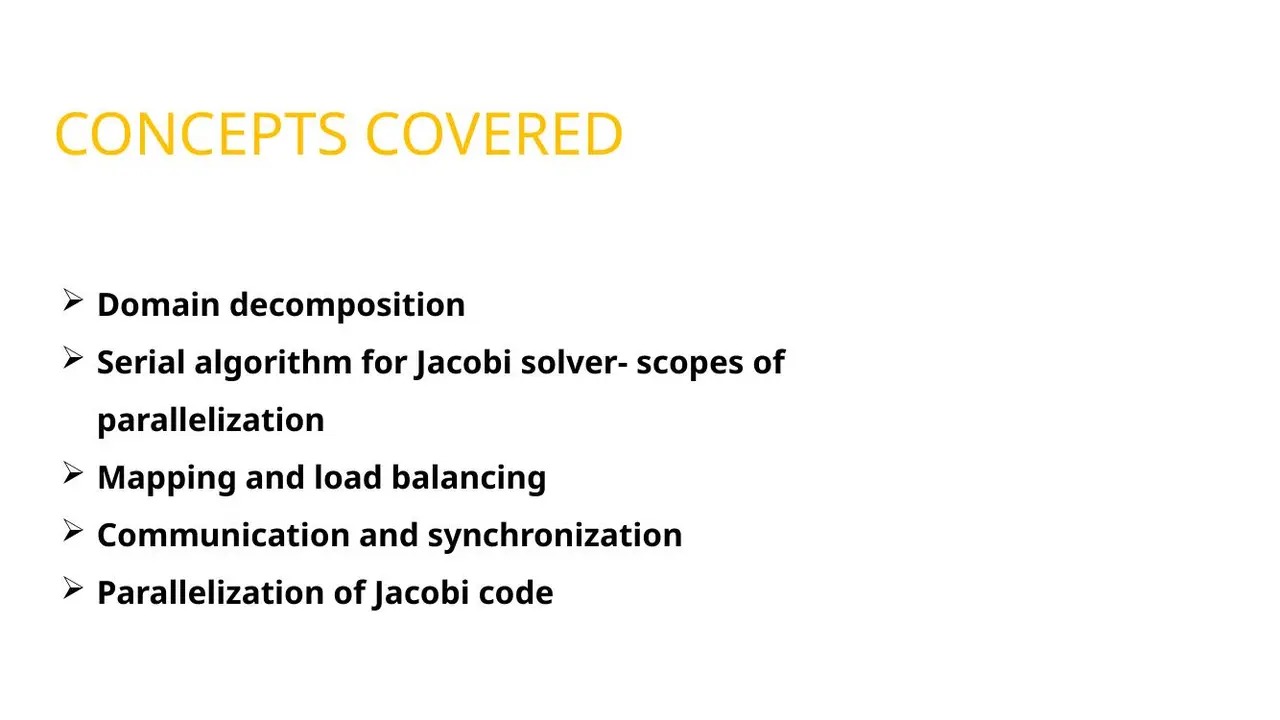 CONCEPTS COVERED
➢ Domain decomposition
➢ Serial algorithm for Jacobi solver- scopes of
parallelization
➢ Mapping and load balancing
➢ Communication and synchronization
➢ Parallelization of Jacobi code